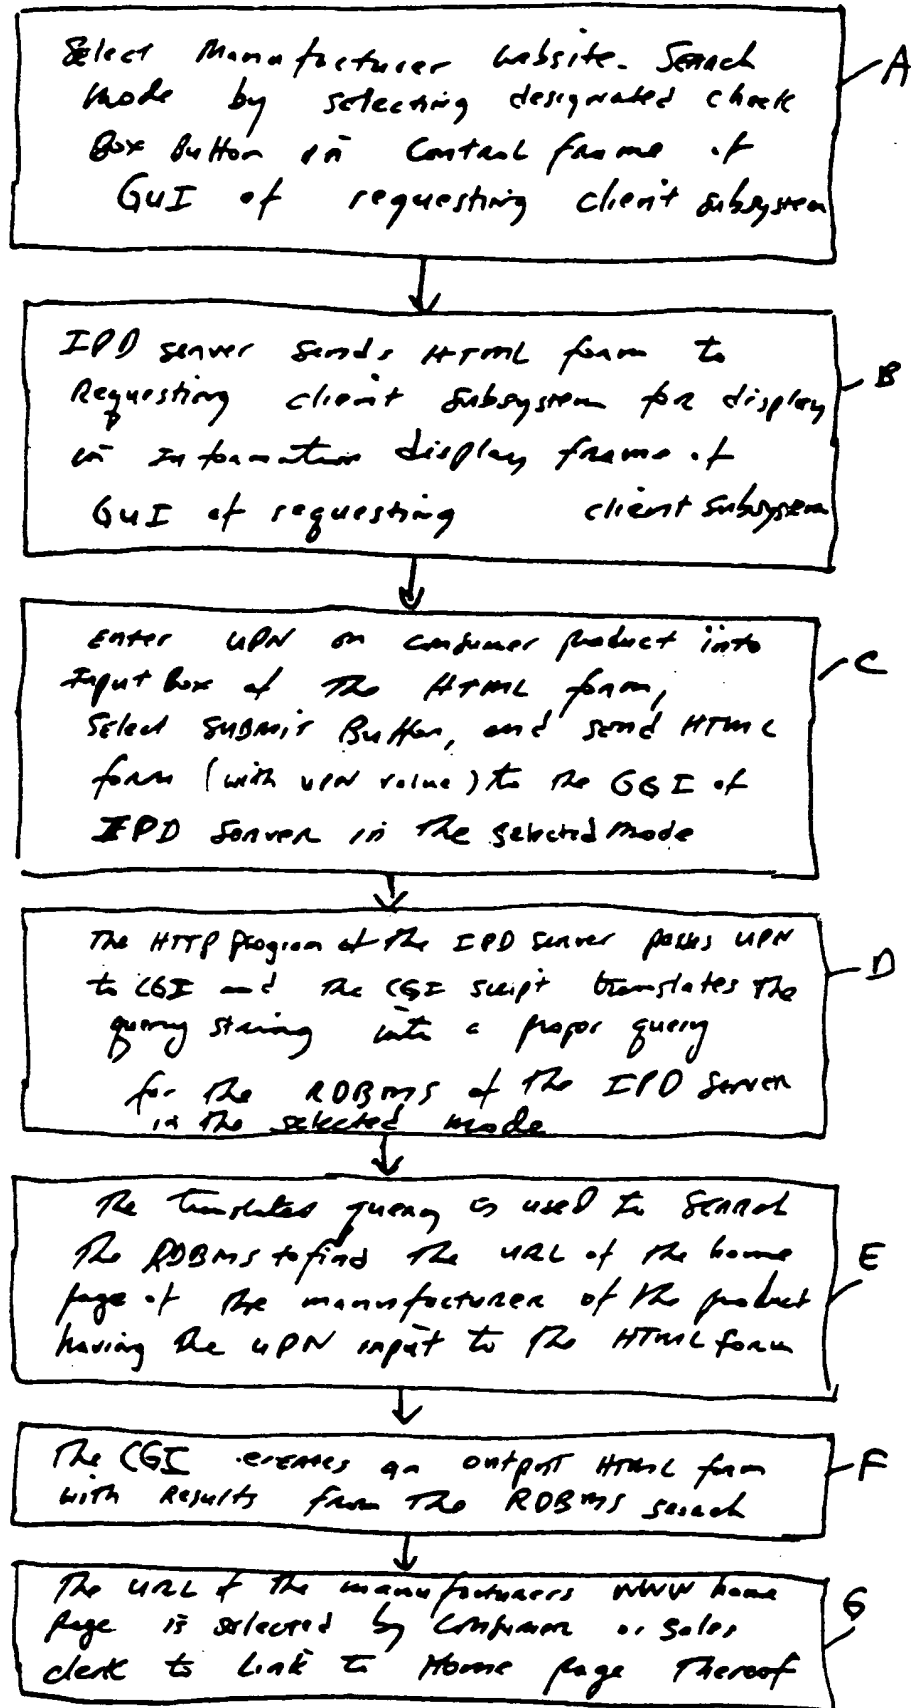 Select Manufacturer Website. Search
Mode by selecting designated check
Box Button in Control frame of
GUI of requesting client subsystem
A
IPD server sends HTML form to
Requesting client Subsystem for display
in Information display frame of
GUI of requesting client subsystem
B
Enter UPN on consumer product into
Input Box of The HTML form,
Select SUBMIT Button, and send HTML
form (with UPN value) to the CGI of
IPD Server in The selected mode
C
The HTTP program of the IPD Server passes UPN
to CGI and the CGI script translates the
query string into a proper query
for the RDBMS of the IPD Server
in the selected mode
D
The translates query is used to Search
The RDBMS to find The URL of the home
page of the manufacturer of the product
having the UPN input to the HTML form
E
The CGI creates an output HTML form
with Results from The RDBMS search
F
The URL of the manufacturers WWW home
Page is selected by Consumer or Sales
clerk to Link to Home page Thereof
G